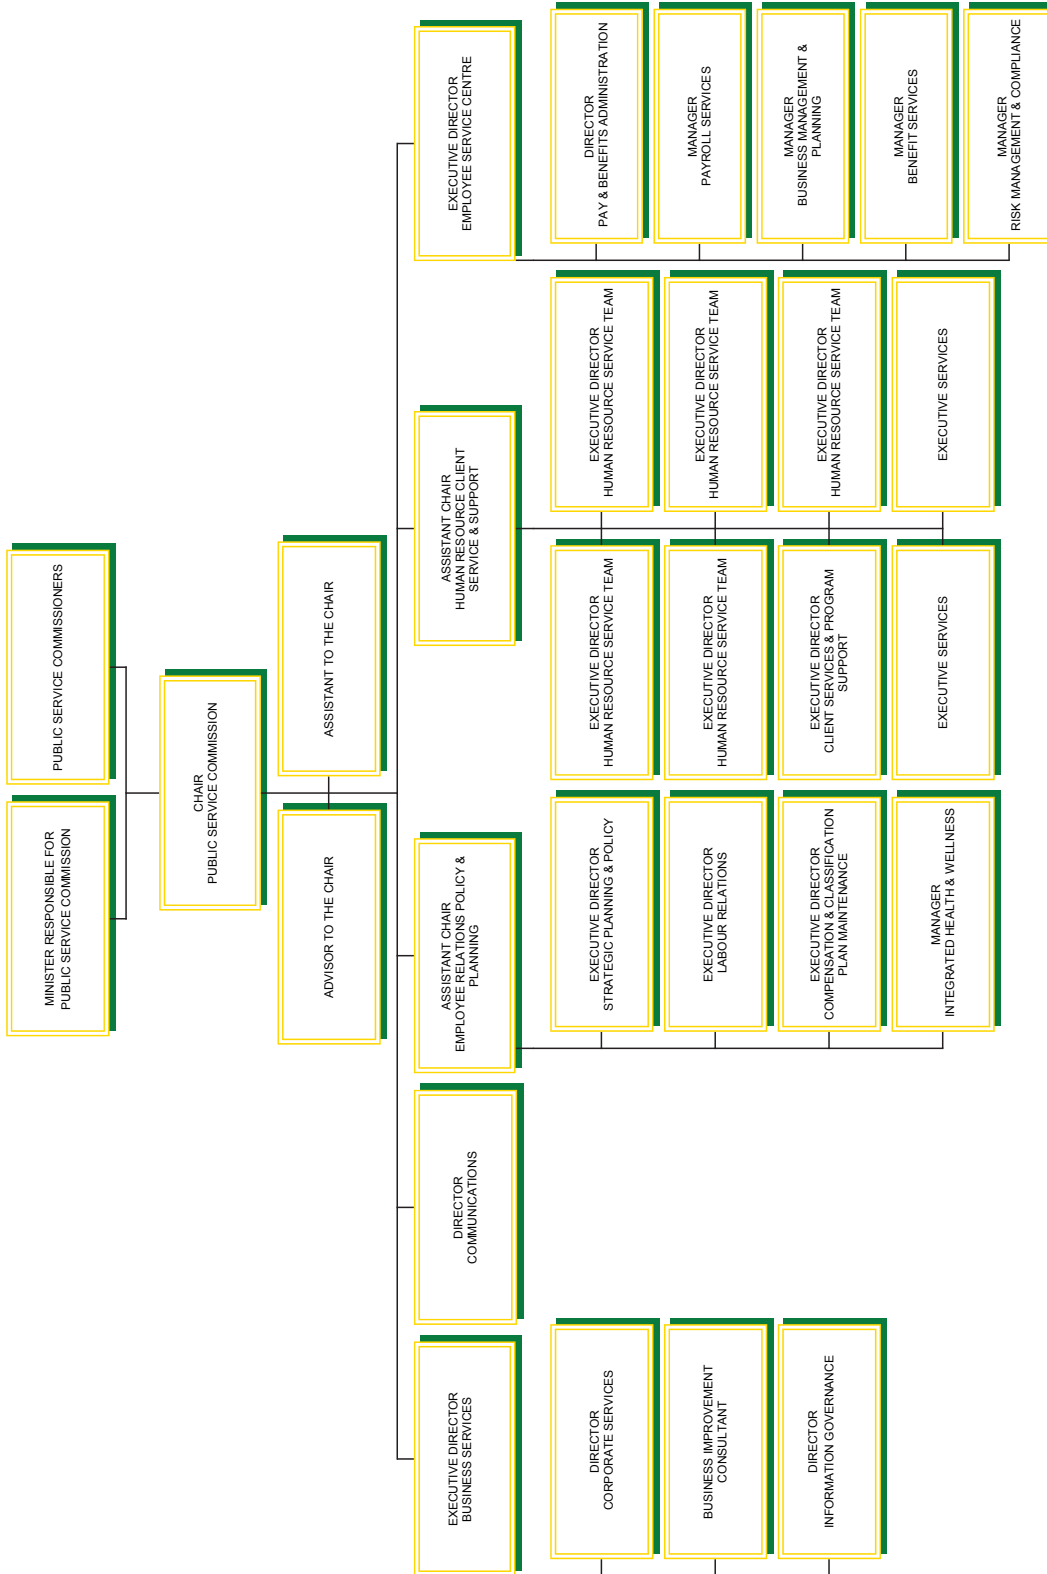 MINISTER RESPONSIBLE FOR
PUBLIC SERVICE COMMISSION
PUBLIC SERVICE COMMISSIONERS
CHAIR
PUBLIC SERVICE COMMISSION
ADVISOR TO THE CHAIR
ASSISTANT TO THE CHAIR
EXECUTIVE DIRECTOR
BUSINESS SERVICES
DIRECTOR
COMMUNICATIONS
ASSISTANT CHAIR
EMPLOYEE RELATIONS POLICY &
PLANNING
ASSISTANT CHAIR
HUMAN RESOURCE CLIENT
SERVICE & SUPPORT
EXECUTIVE DIRECTOR
EMPLOYEE SERVICE CENTRE
DIRECTOR
CORPORATE SERVICES
EXECUTIVE DIRECTOR
STRATEGIC PLANNING & POLICY
EXECUTIVE DIRECTOR
HUMAN RESOURCE SERVICE TEAM
EXECUTIVE DIRECTOR
HUMAN RESOURCE SERVICE TEAM
DIRECTOR
PAY & BENEFITS ADMINISTRATION
BUSINESS IMPROVEMENT
CONSULTANT
EXECUTIVE DIRECTOR
LABOUR RELATIONS
EXECUTIVE DIRECTOR
HUMAN RESOURCE SERVICE TEAM
EXECUTIVE DIRECTOR
HUMAN RESOURCE SERVICE TEAM
MANAGER
PAYROLL SERVICES
DIRECTOR
INFORMATION GOVERNANCE
EXECUTIVE DIRECTOR
COMPENSATION & CLASSIFICATION
PLAN MAINTENANCE
EXECUTIVE DIRECTOR
CLIENT SERVICES & PROGRAM
SUPPORT
EXECUTIVE DIRECTOR
HUMAN RESOURCE SERVICE TEAM
MANAGER
BUSINESS MANAGEMENT &
PLANNING
MANAGER
INTEGRATED HEALTH & WELLNESS
EXECUTIVE SERVICES
EXECUTIVE SERVICES
MANAGER
BENEFIT SERVICES
MANAGER
RISK MANAGEMENT & COMPLIANCE